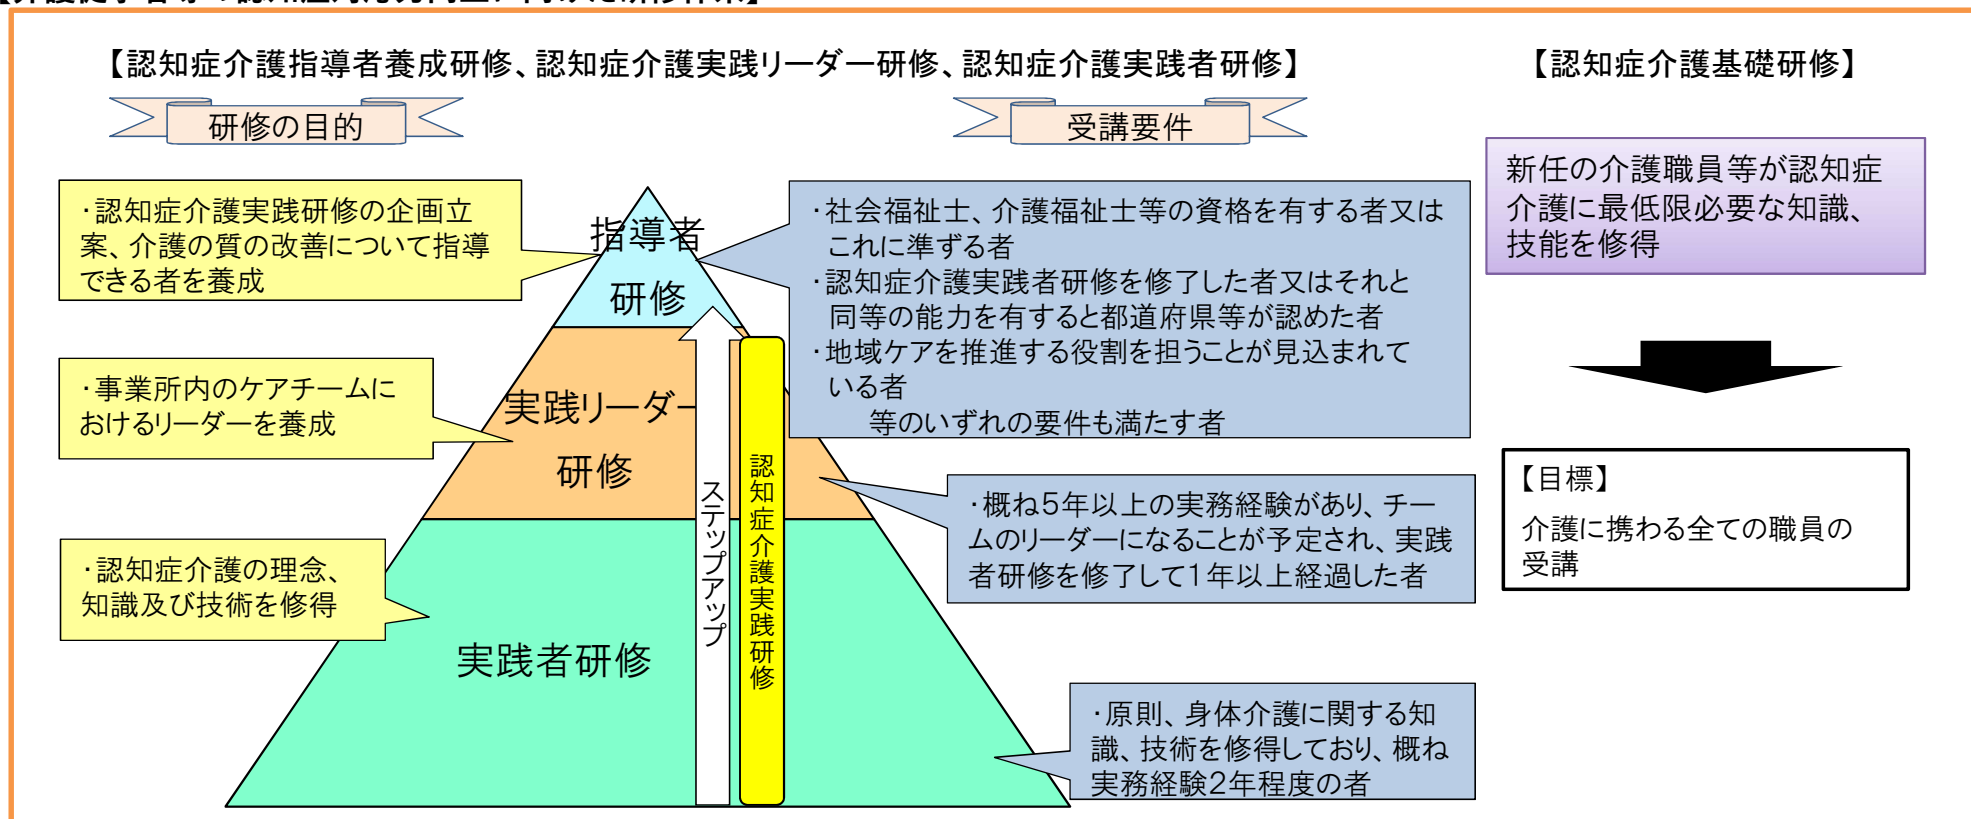 【認知症介護指導者養成研修、認知症介護実践リーダー研修、認知症介護実践者研修】
【認知症介護基礎研修】
研修の目的
受講要件
・認知症介護実践研修の企画立
案、介護の質の改善について指導
できる者を養成
・事業所内のケアチームに
おけるリーダーを養成
・認知症介護の理念、
知識及び技術を修得
指導者
研修
実践リーダー
研修
実践者研修
ステップアップ
認知症介護実践研修
・社会福祉士、介護福祉士等の資格を有する者又は
これに準ずる者
・認知症介護実践者研修を修了した者又はそれと
同等の能力を有すると都道府県等が認めた者
・地域ケアを推進する役割を担うことが見込まれて
いる者
等のいずれの要件も満たす者
・概ね5年以上の実務経験があり、チー
ムのリーダーになることが予定され、実践
者研修を修了して1年以上経過した者
・原則、身体介護に関する知
識、技術を修得しており、概ね
実務経験2年程度の者
新任の介護職員等が認知症
介護に最低限必要な知識、
技能を修得
【目標】
介護に携わる全ての職員の
受講